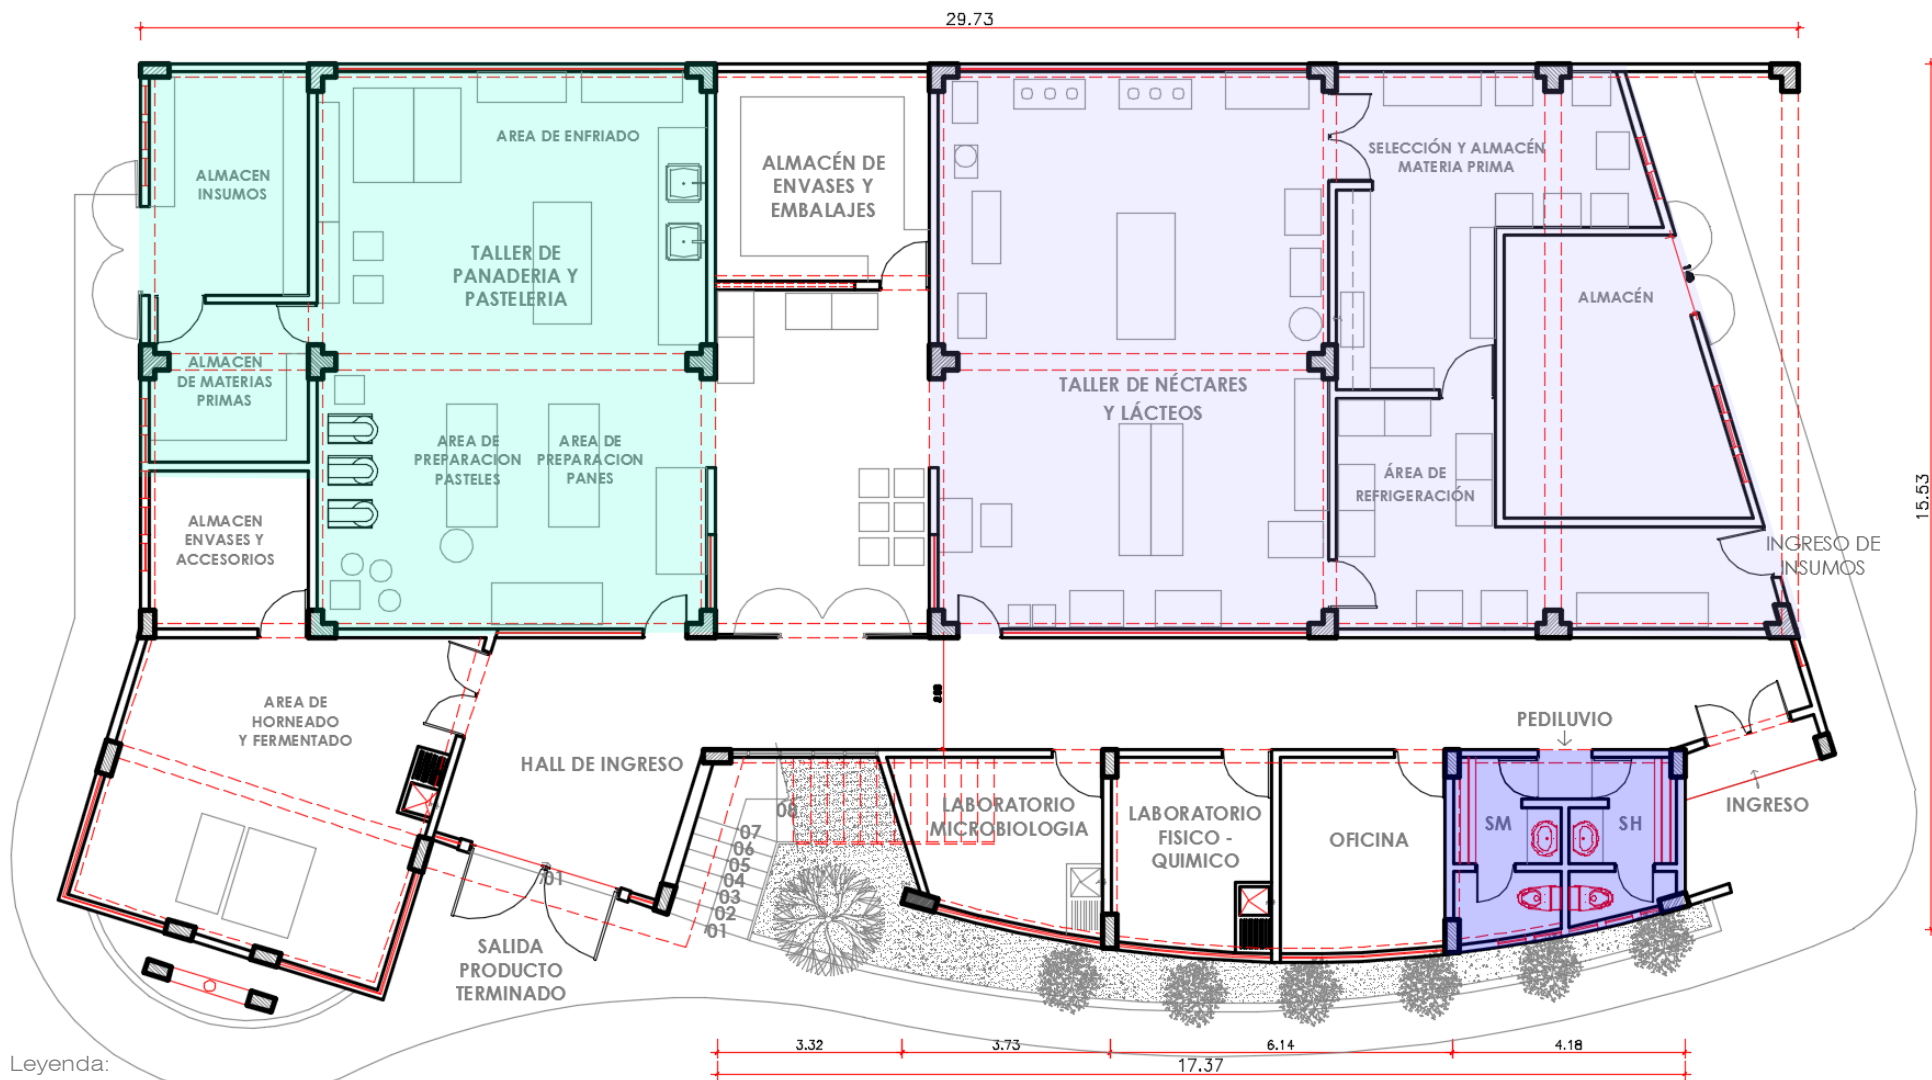 29.73
AREA DE ENFRIADO
ALMACÉN DE
ENVASES Y
EMBALAJES
SELECCIÓN Y ALMACÉN
MATERIA PRIMA
ALMACEN
INSUMOS
TALLER DE
PANADERIA Y
PASTELERIA
ALMACÉN
ALMACEN
DE MATERIAS
PRIMAS
TALLER DE NÉCTARES
Y LÁCTEOS
AREA DE
PREPARACION
PASTELES
AREA DE
PREPARACION
PANES
ÁREA DE
REFRIGERACIÓN
15.53
ALMACEN
ENVASES Y
ACCESORIOS
INGRESO DE
INSUMOS
AREA DE
HORNEADO
Y FERMENTADO
PEDILUVIO
HALL DE INGRESO
LABORATORIO
MICROBIOLOGIA
LABORATORIO
FISICO -
QUIMICO
OFICINA
SM
SH
INGRESO
08
07
06
05
04
03
02
01
01
SALIDA
PRODUCTO
TERMINADO
3.32
3.73
6.14
4.18
17.37
Leyenda: